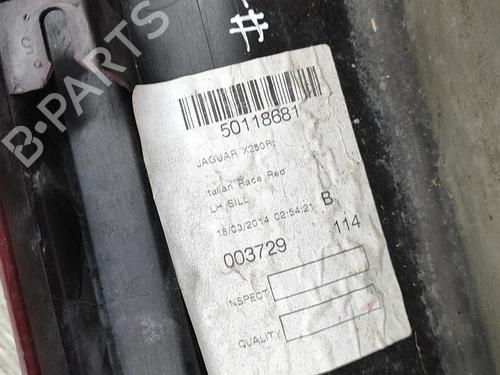 #
B-PARTS
50118681
JAGUAR X250R
Italian Race Red
LH SILL
18/03/2014 02:54:21 B
003729 114
INSPECT
QUALITY